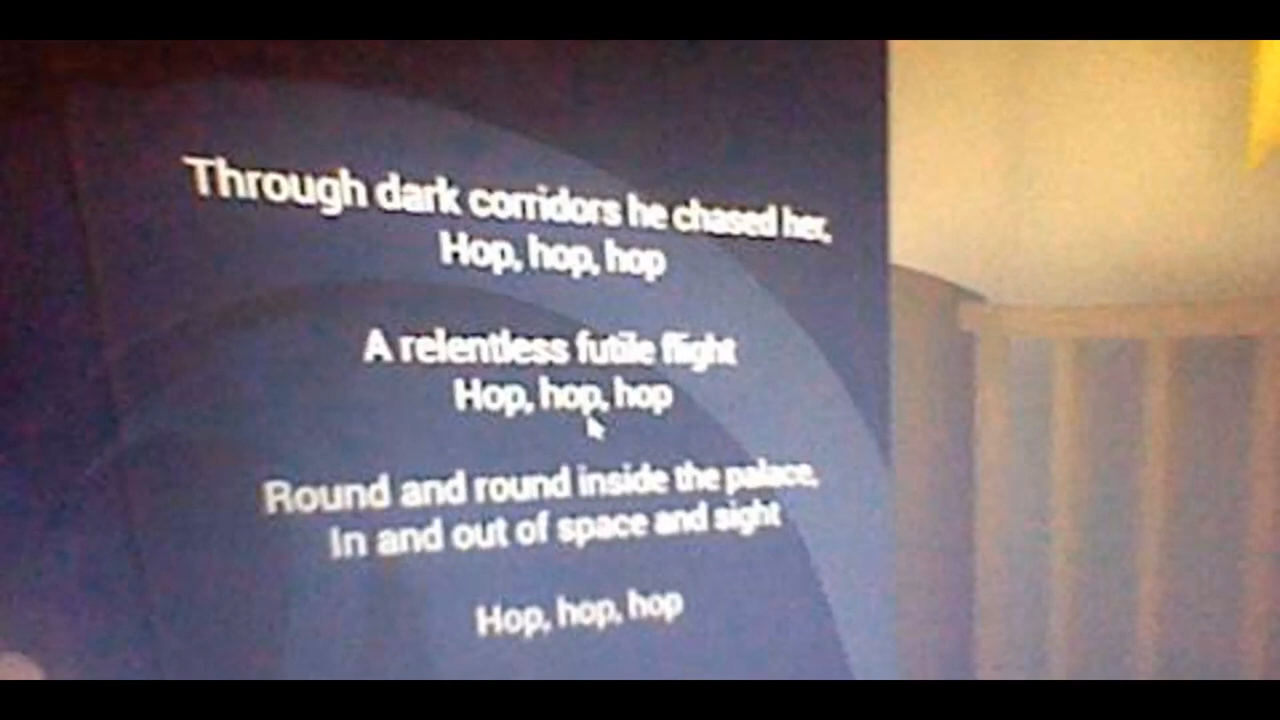 Through dark corridors he chased her,
Hop, hop, hop
A relentless futile flight
Hop, hop, hop
Round and round inside the palace,
In and out of space and sight
Hop, hop, hop